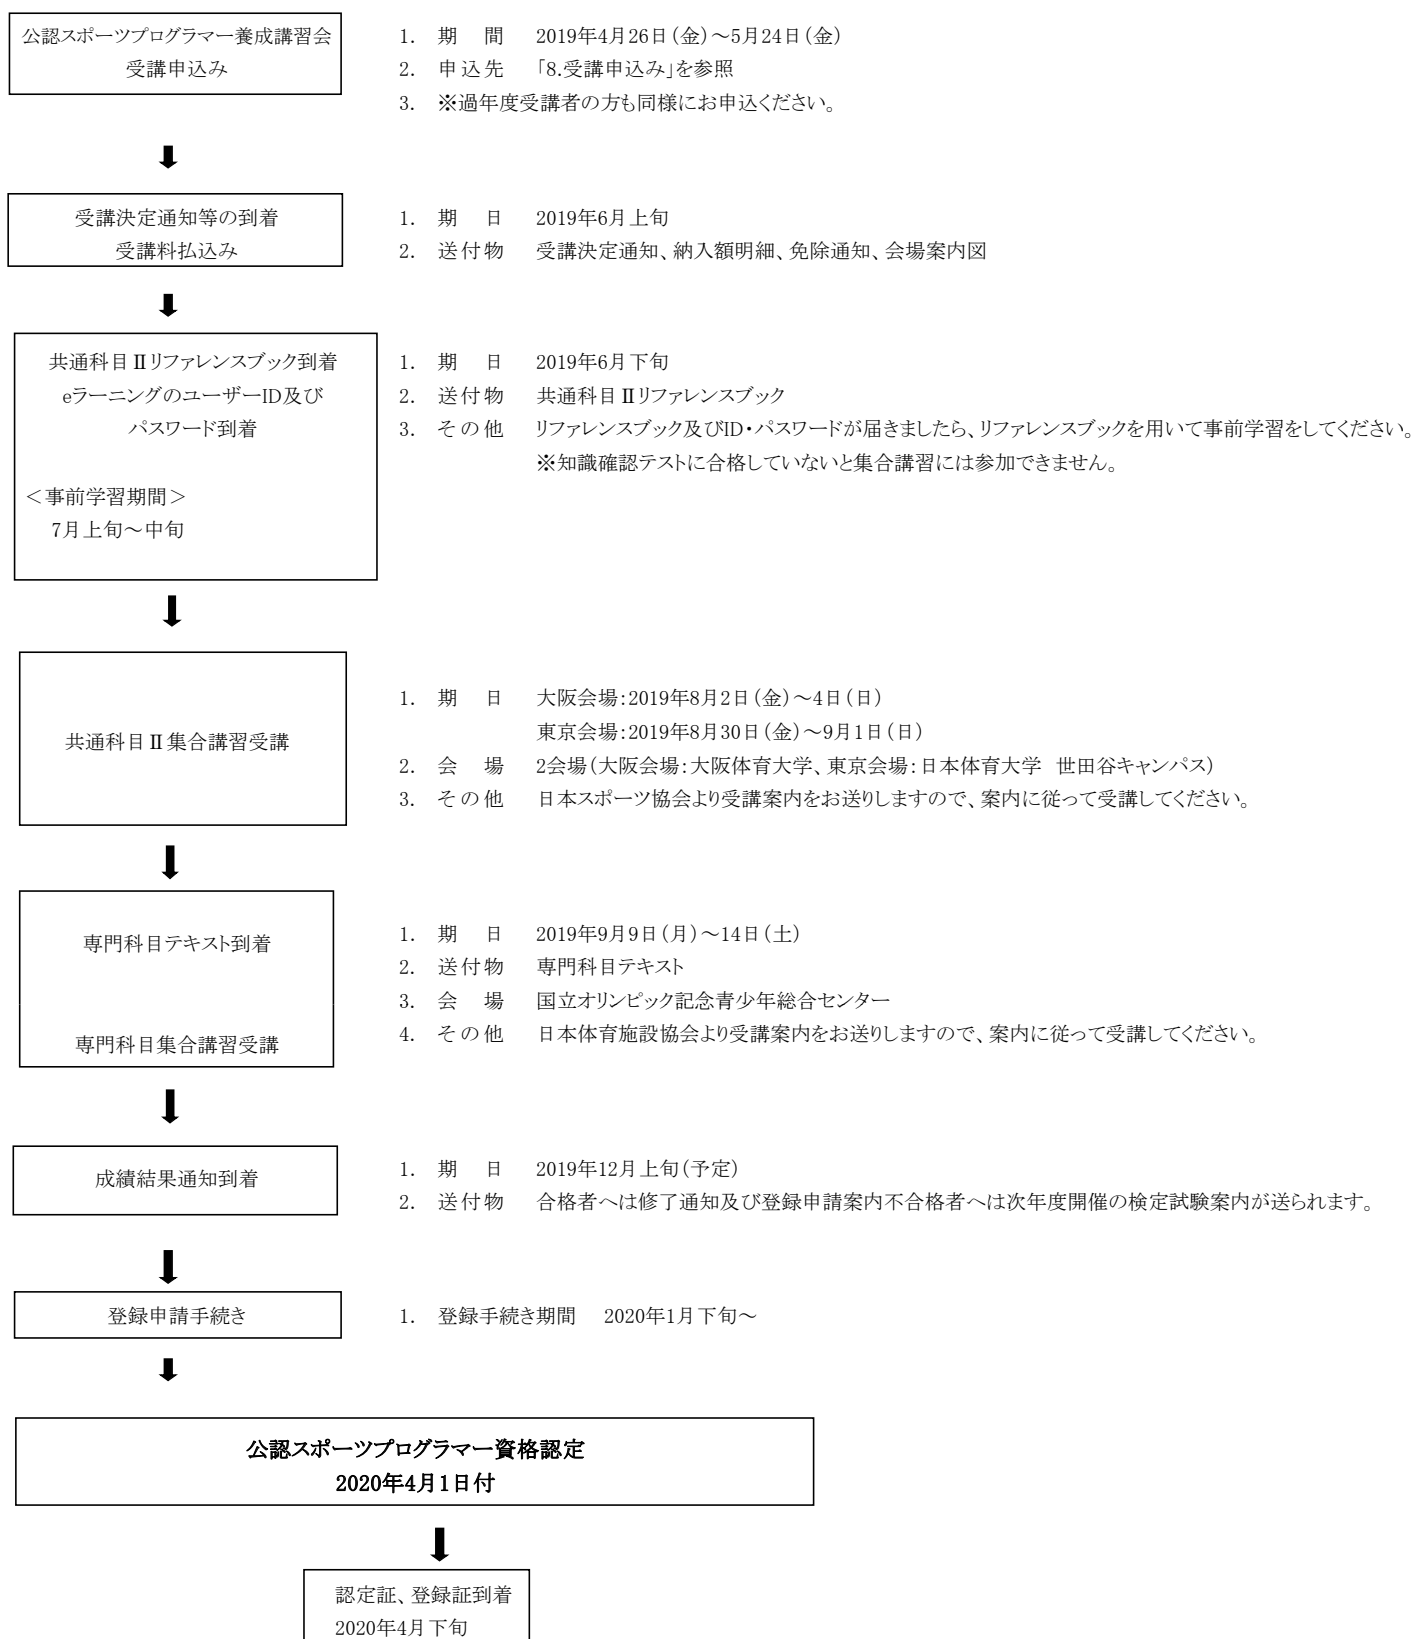 公認スポーツプログラマー養成講習会
受講申込み
1. 期　間　2019年4月26日(金)～5月24日(金)
2. 申込先　「8.受講申込み」を参照
3. ※過年度受講者の方も同様にお申込ください。
受講決定通知等の到着
受講料払込み
1. 期　日　2019年6月上旬
2. 送付物　受講決定通知、納入額明細、免除通知、会場案内図
共通科目Ⅱリファレンスブック到着
eラーニングのユーザーID及び
パスワード到着
＜事前学習期間＞
7月上旬～中旬
1. 期　日　2019年6月下旬
2. 送付物　共通科目Ⅱリファレンスブック
3. その他　リファレンスブック及びID・パスワードが届きましたら、リファレンスブックを用いて事前学習をしてください。
※知識確認テストに合格していないと集合講習には参加できません。
共通科目Ⅱ集合講習受講
1. 期　日　大阪会場：2019年8月2日(金)～4日(日)
東京会場：2019年8月30日(金)～9月1日(日)
2. 会　場　2会場(大阪会場：大阪体育大学、東京会場：日本体育大学　世田谷キャンパス)
3. その他　日本スポーツ協会より受講案内をお送りしますので、案内に従って受講してください。
専門科目テキスト到着
専門科目集合講習受講
1. 期　日　2019年9月9日(月)～14日(土)
2. 送付物　専門科目テキスト
3. 会　場　国立オリンピック記念青少年総合センター
4. その他　日本体育施設協会より受講案内をお送りしますので、案内に従って受講してください。
成績結果通知到着
1. 期　日　2019年12月上旬(予定)
2. 送付物　合格者へは修了通知及び登録申請案内不合格者へは次年度開催の検定試験案内が送られます。
登録申請手続き
1. 登録手続き期間　2020年1月下旬～
公認スポーツプログラマー資格認定
2020年4月1日付
認定証、登録証到着
2020年4月下旬